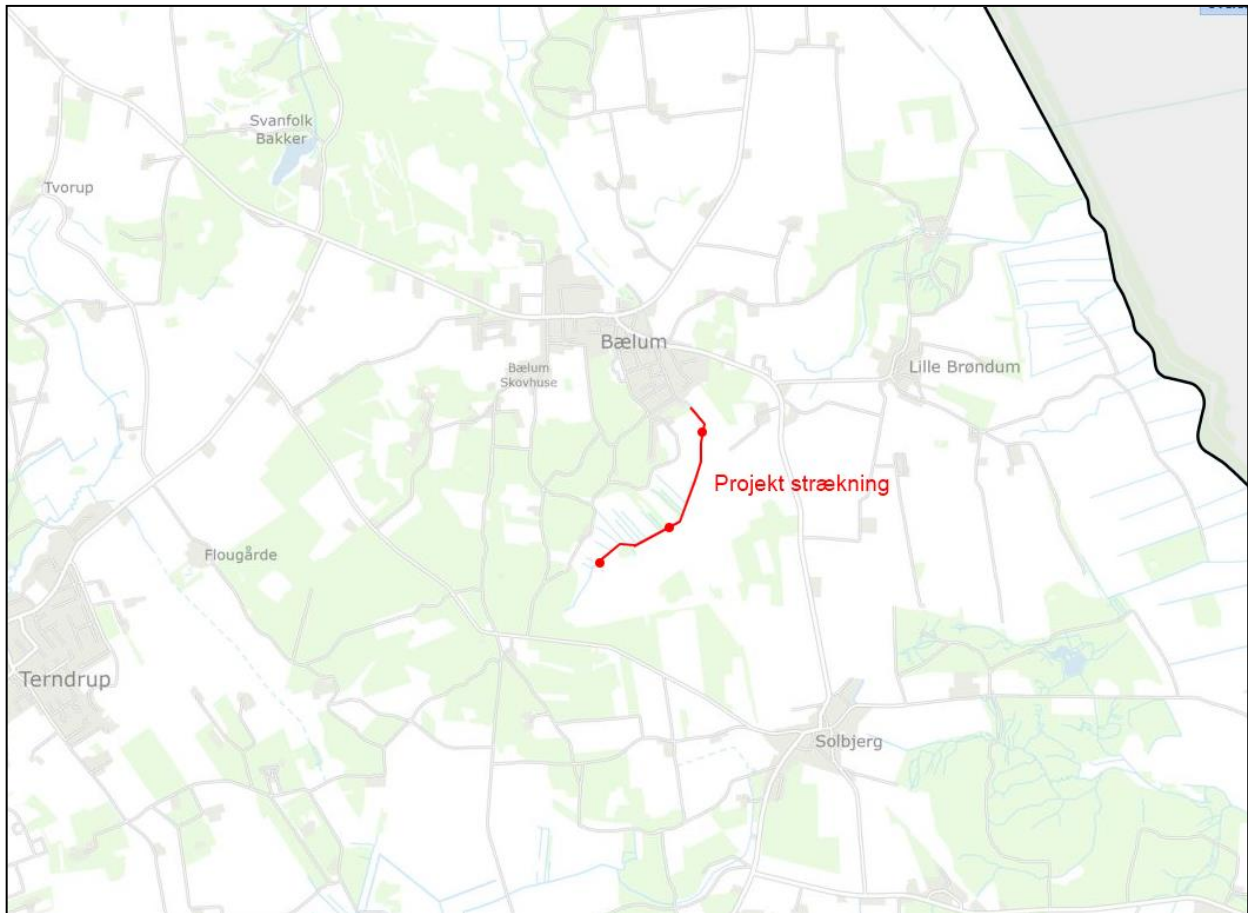 Svanfolk
Bakker
Tvorup
Bælum
Bælum
Skovhuse
Lille Brøndum
Projekt strækning
Flougårde
Terndrup
Solbjerg